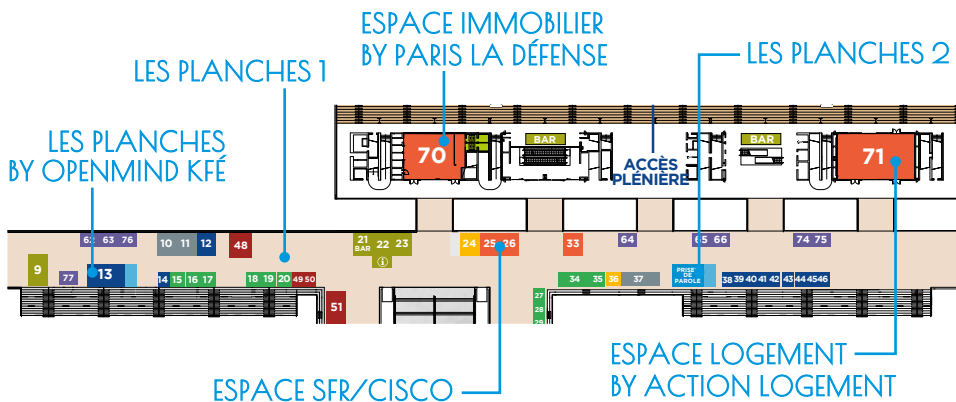 ESPACE IMMOBILIER
BY PARIS LA DÉFENSE
LES PLANCHES 2
LES PLANCHES 1
LES PLANCHES
BY OPENMIND KFÉ
BAR
BAR
70
71
ACCÈS
PLÉNIÈRE
62 63 76
10 11 12
48
21
BAR
22 23
24 25 26
33
64
65 66
74 75
9
77
13
14 15 16 17
18 19 20 49 50
34 35 36 37
PRISE
DE
PAROLE
38 39 40 41 42 43 44 45 46
51
27
28
29
ESPACE SFR/CISCO
ESPACE LOGEMENT
BY ACTION LOGEMENT